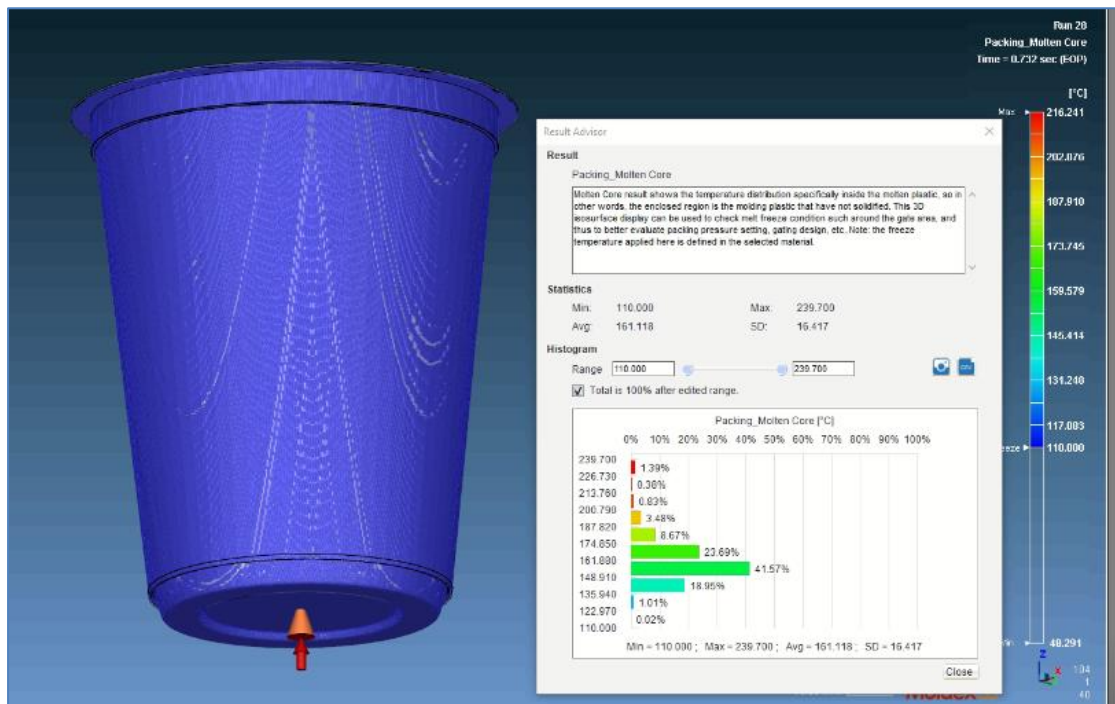 Run 28
Packing_Molten Core
Time = 0.732 sec (EOP)
[°C]
Max 216.241
202.076
187.910
173.745
159.579
145.414
131.248
117.083
110.000
48.291
Z
X
104
1
40
Result Advisor
Result
Packing_Molten Core
Molten Core result shows the temperature distribution specifically inside the molten plastic, so in
other words, the enclosed region is the molding plastic that have not solidified. This 3D
isosurface display can be used to check melt freeze condition such around the gate area, and
thus to better evaluate packing pressure setting, gating design, etc. Note: the freeze
temperature applied here is defined in the selected material.
Statistics
Min: 110.000 Max: 239.700
Avg: 161.118 SD: 16.417
Histogram
Range 110.000 239.700
Total is 100% after edited range.
Packing_Molten Core [°C]
0% 10% 20% 30% 40% 50% 60% 70% 80% 90% 100%
239.700
1.39%
226.730
0.38%
213.760
0.83%
200.790
3.48%
187.820
8.67%
174.850
23.69%
161.880
41.57%
148.910
18.95%
135.940
1.01%
122.970
0.02%
110.000
Min = 110.000 ; Max = 239.700 ; Avg = 161.118 ; SD = 16.417
Close